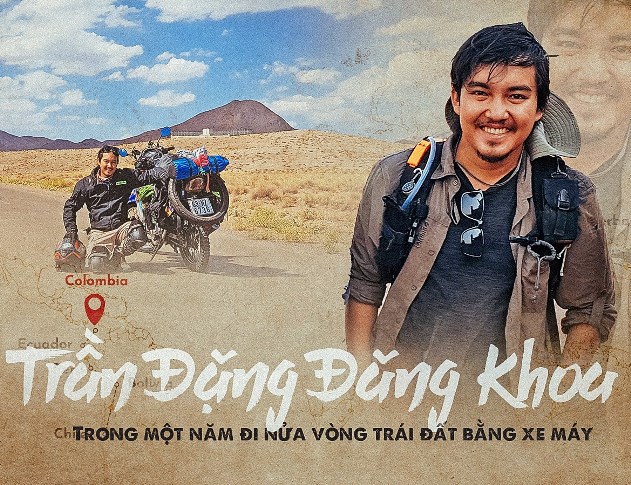 Colombia
Ecuador
Trần Đặng Đăng Khoa
TRONG MỘT NĂM ĐI NỬA VÒNG TRÁI ĐẤT BẰNG XE MÁY